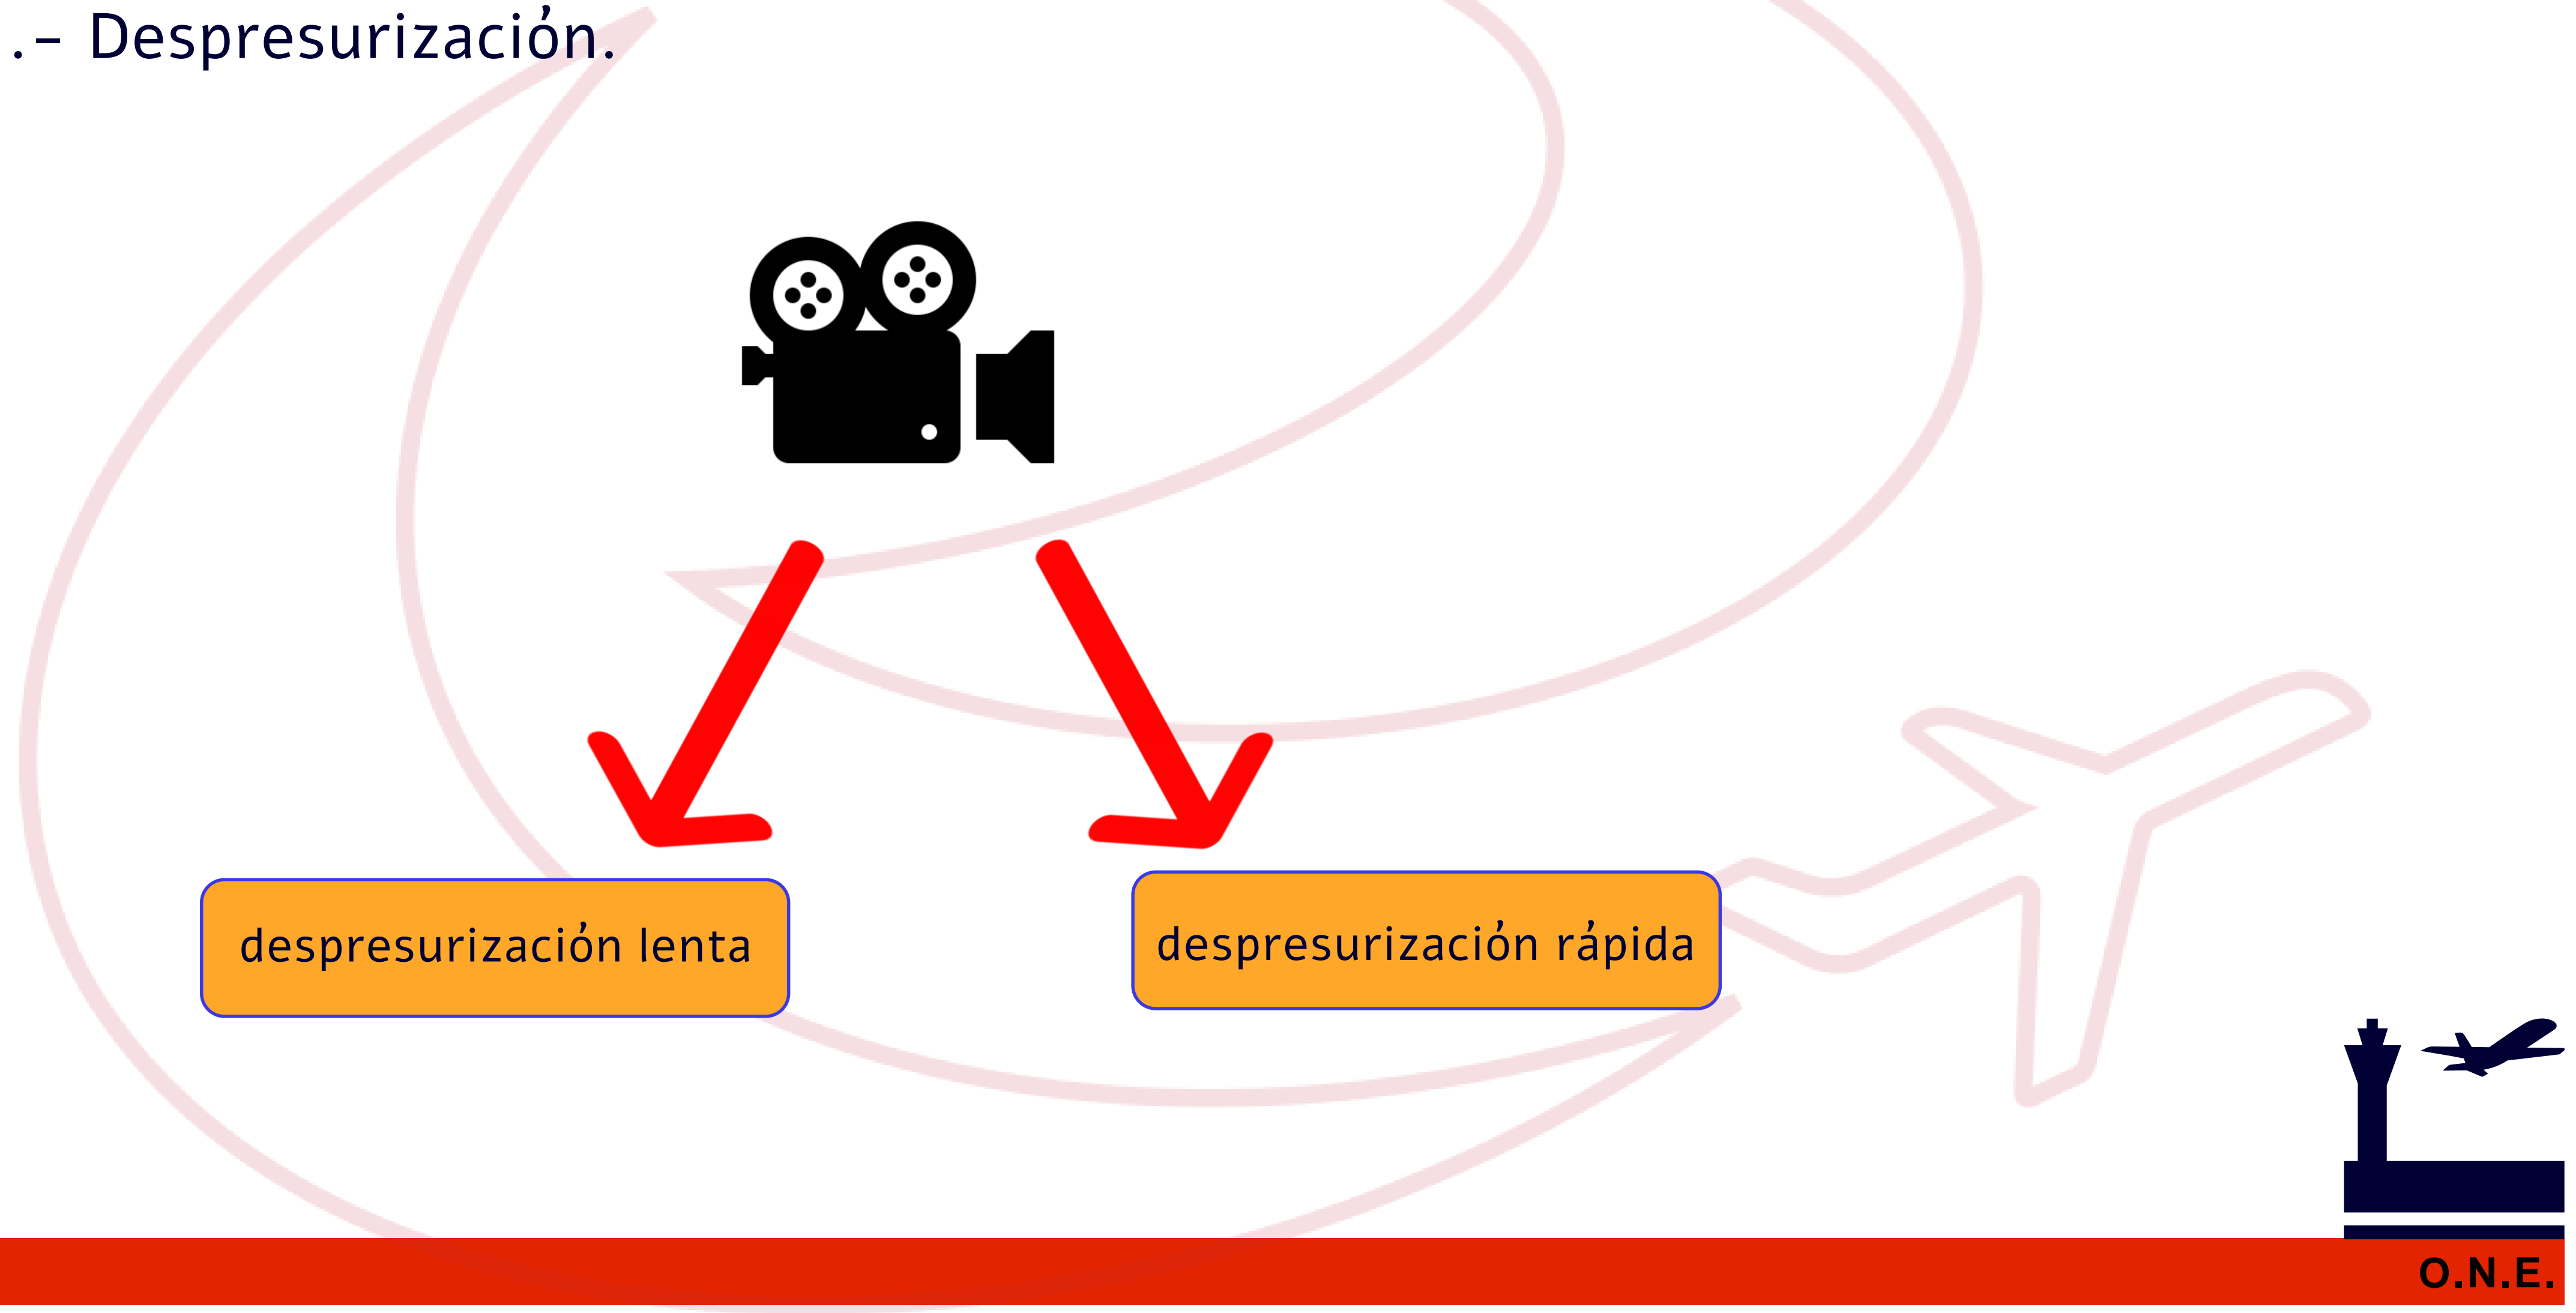 .- Despresurización.
despresurización lenta
despresurización rápida
O.N.E.